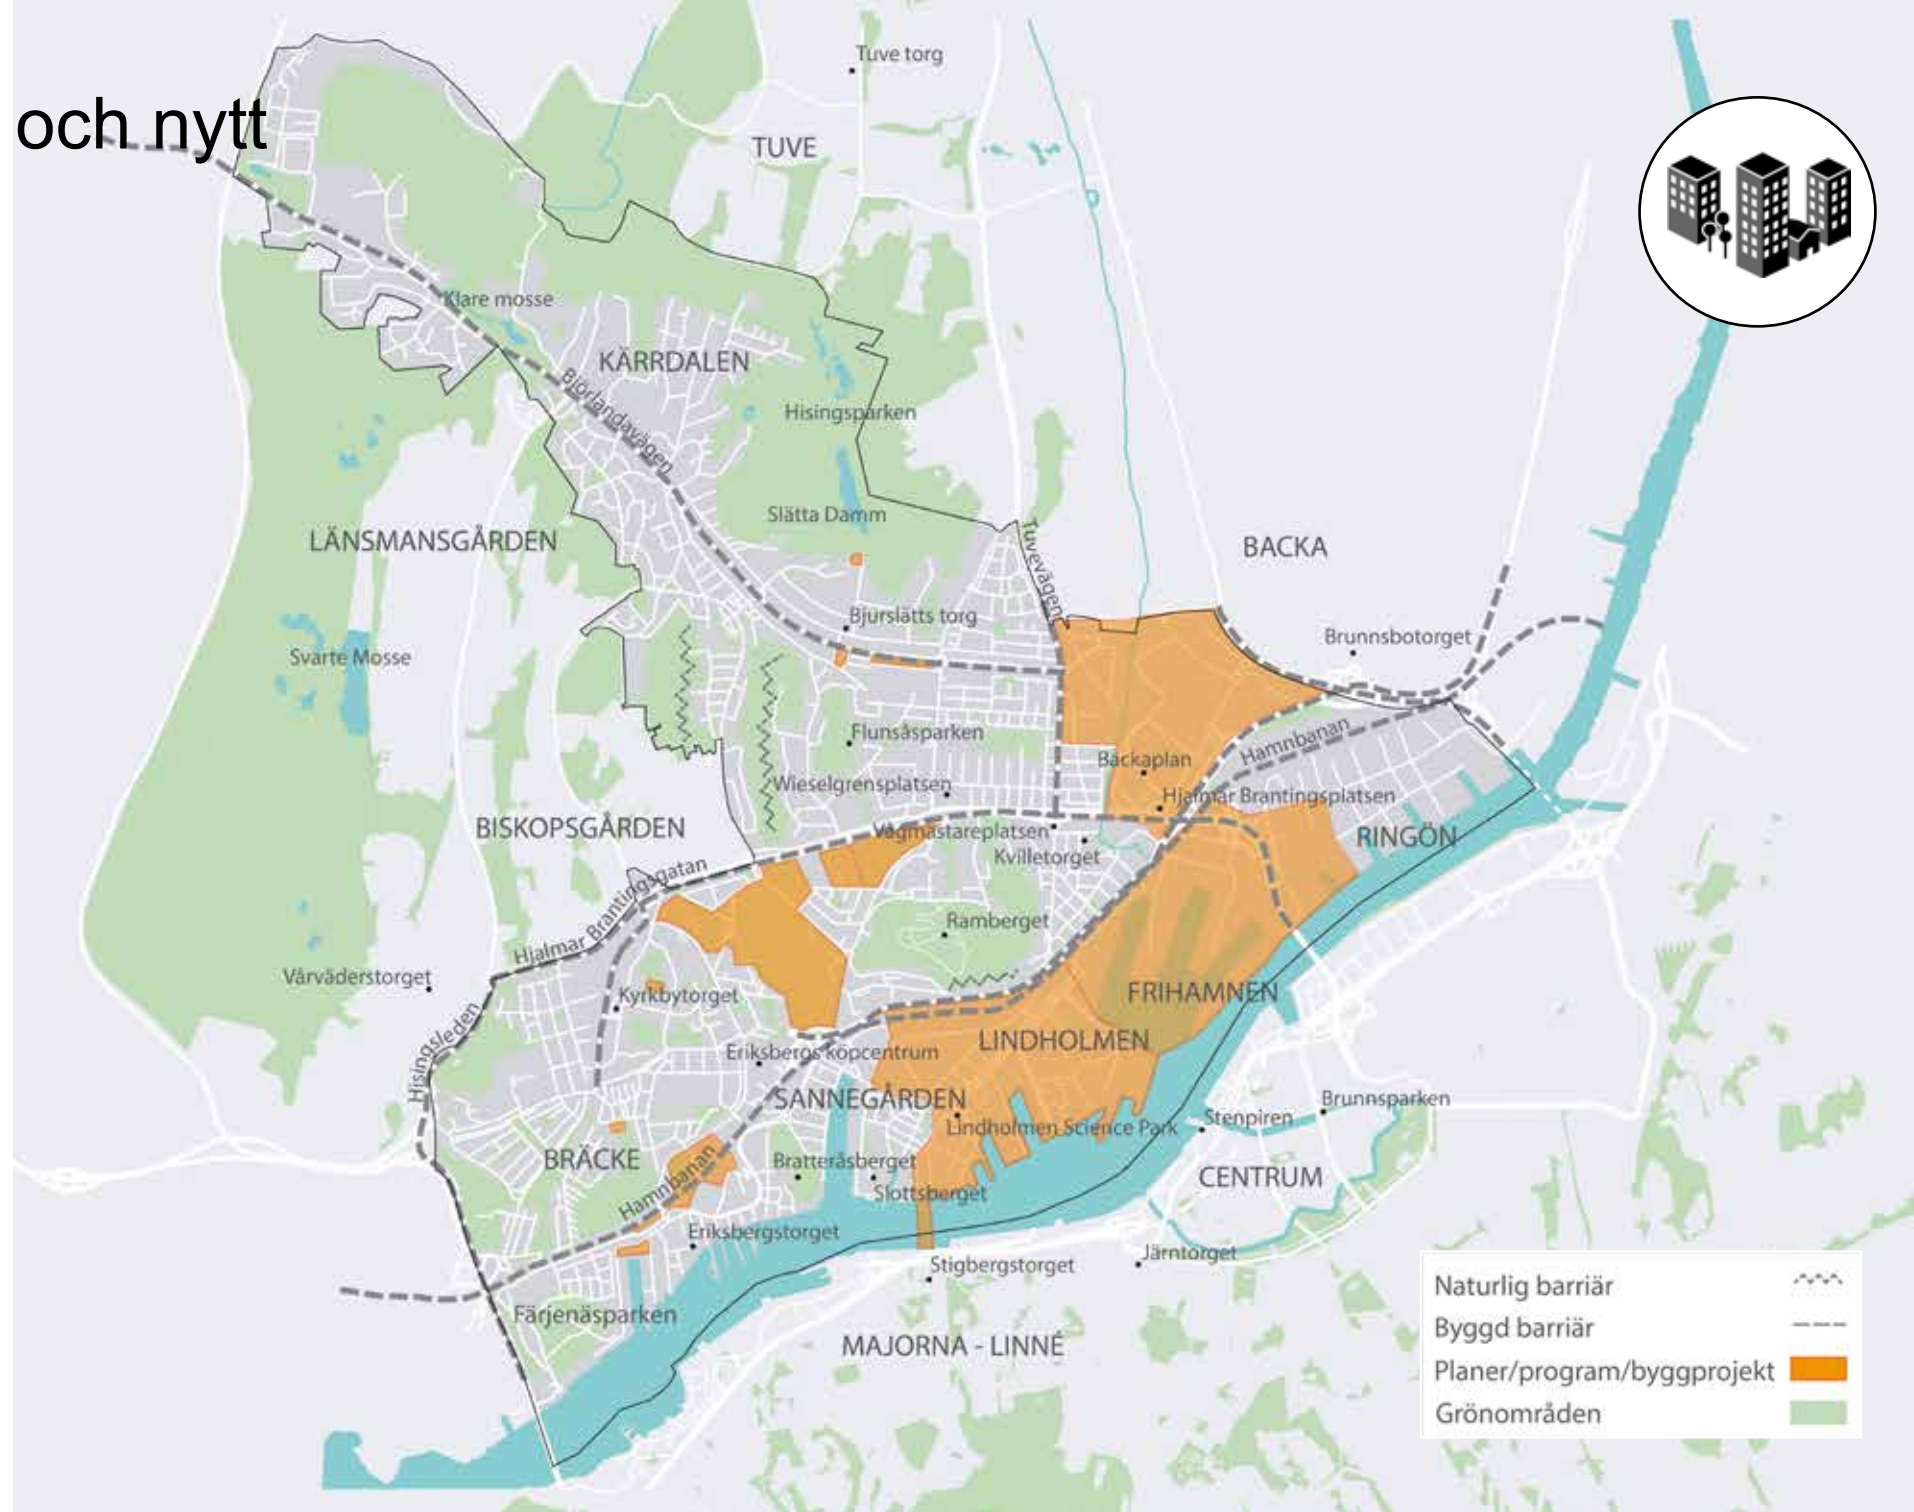 Tuve torg
och nytt
TUVE
Klare mosse
KÄRRDALEN
Björlandavägen
Hisingsparken
Slätta Damm
LÄNSMANSGÅRDEN
Tuvevägen
BACKA
Bjurslätts torg
Brunnsbotorget
Svarte Mosse
Flunsåsparken
Hamnbanan
Backaplan
Wieselgrensplatsen
Hjalmar Brantingsplatsen
BISKOPSGÅRDEN
Vågmästareplatsen
RINGÖN
Kvilletorget
Hjalmar Brantingsgatan
Ramberget
Vårväderstorget
Kyrkbytorget
FRIHAMNEN
Hisingsleden
LINDHOLMEN
Eriksbergs köpcentrum
SANNEGÅRDEN
Brunnsparken
Stenpiren
Lindholmen Science Park
BRÄCKE
Bratteråsberget
CENTRUM
Hamnbanan
Slottsberget
Eriksbergstorget
Järntorget
Stigbergstorget
Färjenäsparken
MAJORNA - LINNÉ
Naturlig barriär
Byggd barriär
Planer/program/byggprojekt
Grönområden